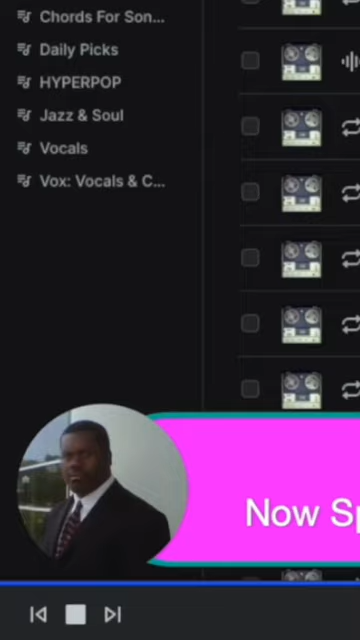 Chords For Son...
Daily Picks
HYPERPOP
Jazz & Soul
Vocals
Vox: Vocals & C...
Now Sp